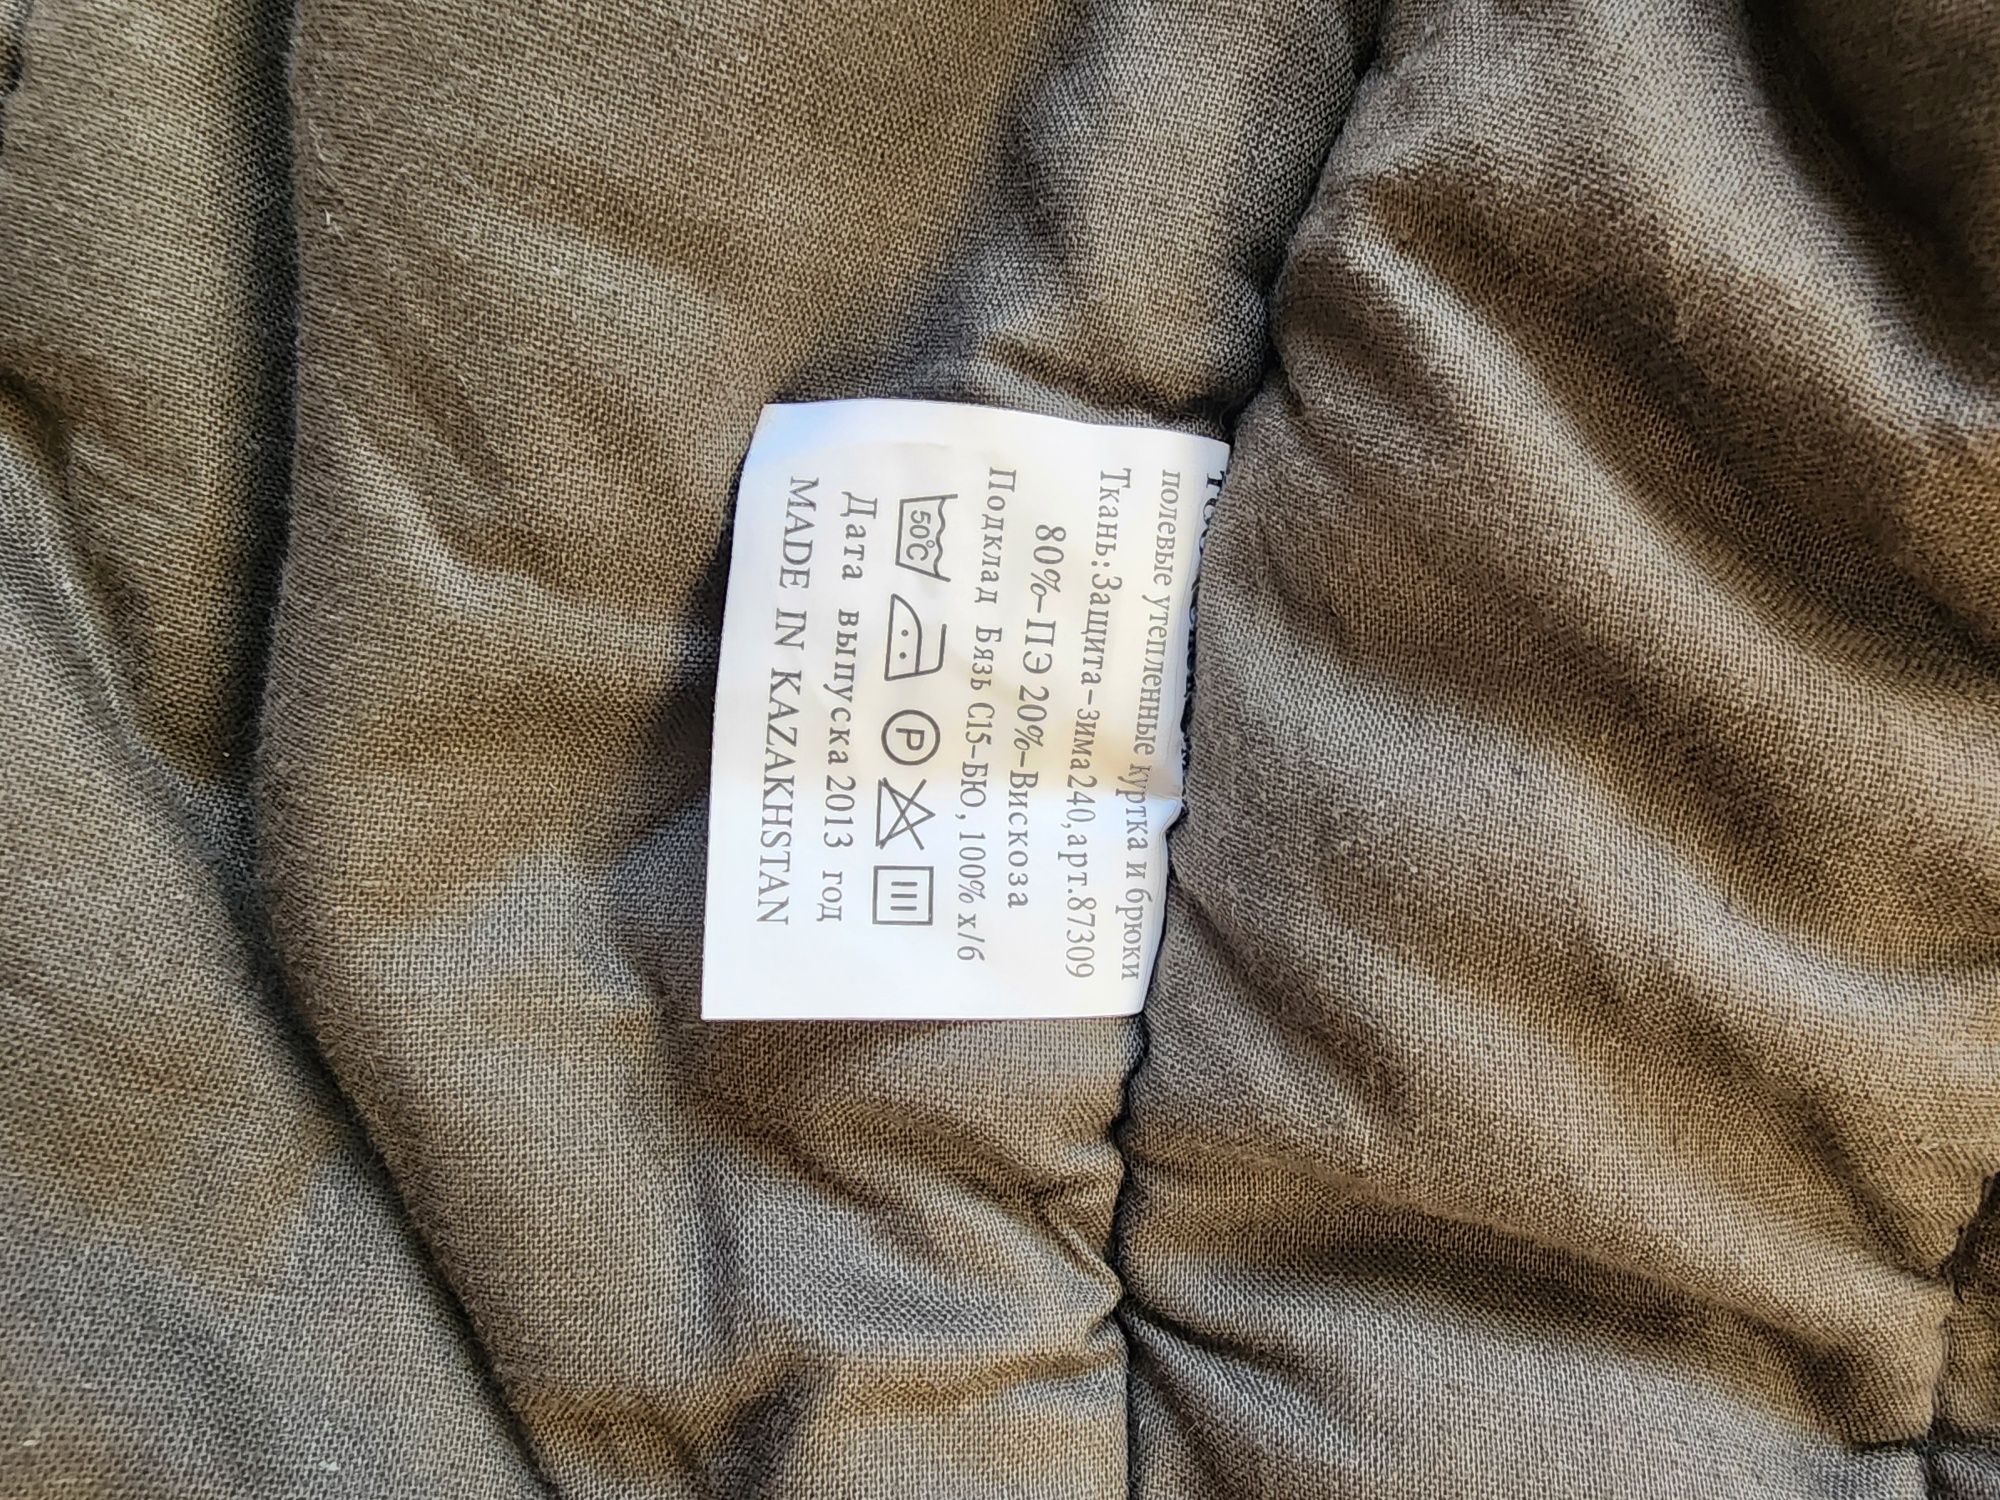 полевые утепленные куртка и брюки
Ткань:Защита-зима240,арт.87309
80%-ПЭ 20%-Вискоза
Подклад Бязь С15-БЮ,100% х/б
50°C P
Дата выпуска 2013 год
MADE IN KAZAKHSTAN